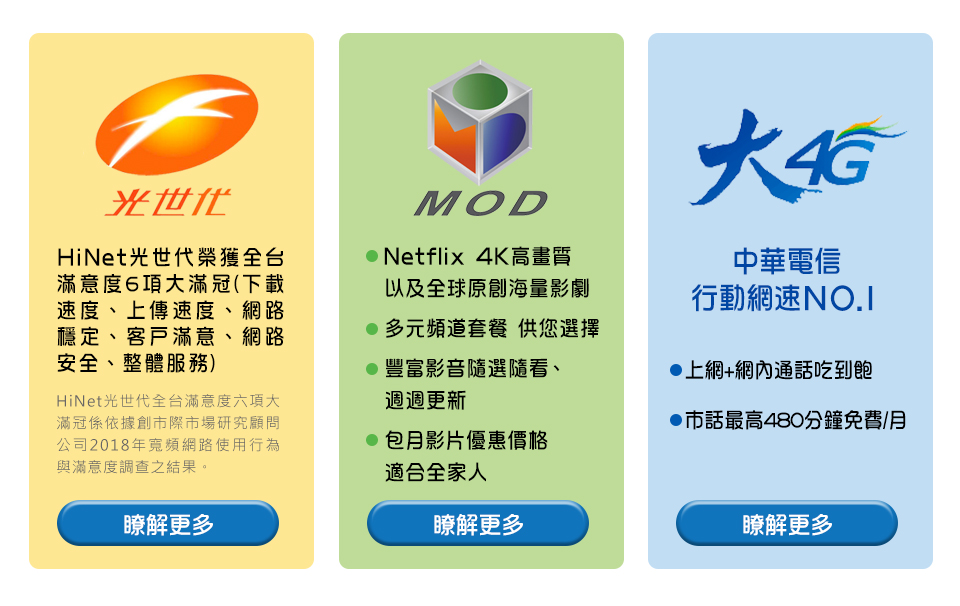 光世代
HiNet光世代榮獲全台
滿意度6項大滿冠(下載
速度、上傳速度、網路
穩定、客戶滿意、網路
安全、整體服務)
HiNet光世代全台滿意度六項大
滿冠係依據創市際市場研究顧問
公司2018年寬頻網路使用行為
與滿意度調查之結果。
瞭解更多
MOD
Netflix 4K高畫質
以及全球原創海量影劇
多元頻道套餐 供您選擇
豐富影音隨選隨看、
週週更新
包月影片優惠價格
適合全家人
瞭解更多
大4G
中華電信
行動網速NO.1
上網+網內通話吃到飽
市話最高480分鐘免費/月
瞭解更多